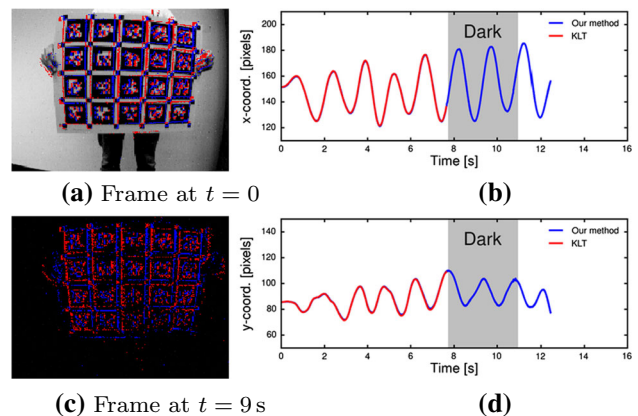 200
180
160
140
120
x-coord. [pixels]
Dark
Our method
KLT
0 2 4 6 8 10 12 14 16
Time [s]
(a) Frame at t = 0
(b)
140
120
100
80
60
y-coord. [pixels]
Dark
Our method
KLT
0 2 4 6 8 10 12 14 16
Time [s]
(c) Frame at t = 9 s
(d)